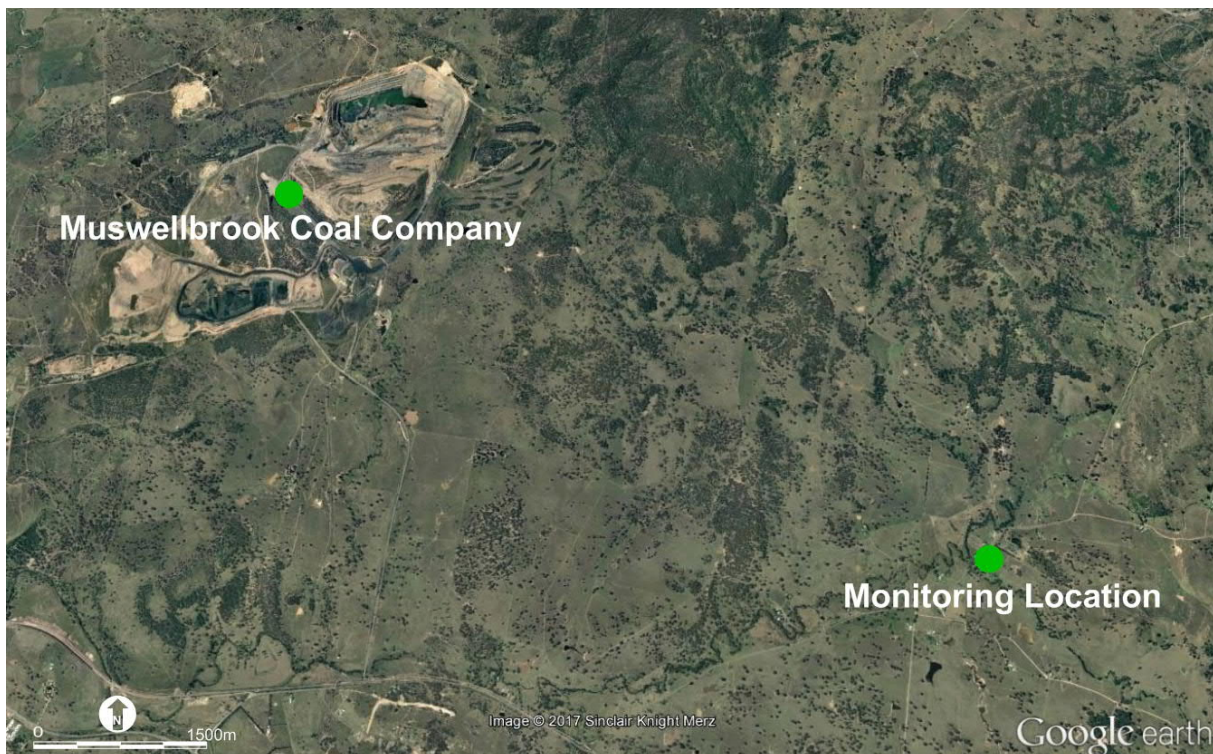 Muswellbrook Coal Company
Monitoring Location
N
0
1500m
Image © 2017 Sinclair Knight Merz
Google earth